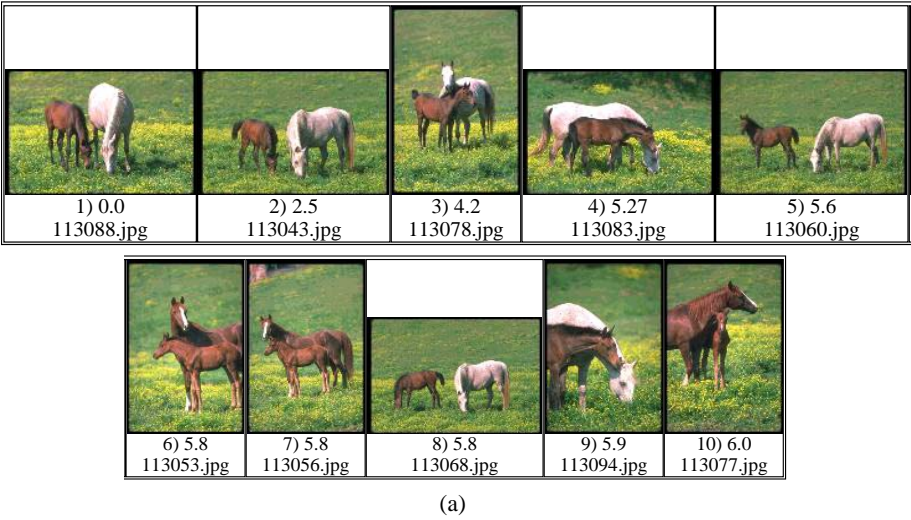 1) 0.0 2) 2.5 3) 4.2 4) 5.27 5) 5.6
113088.jpg 113043.jpg 113078.jpg 113083.jpg 113060.jpg
6) 5.8 7) 5.8 8) 5.8 9) 5.9 10) 6.0
113053.jpg 113056.jpg 113068.jpg 113094.jpg 113077.jpg
(a)